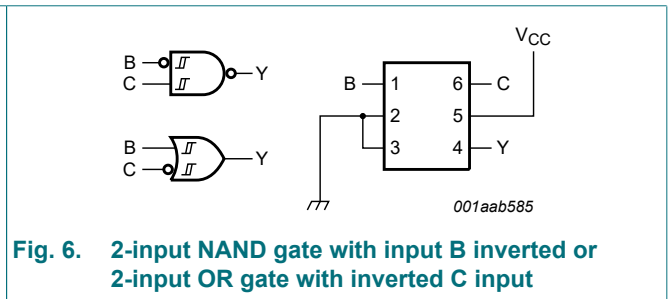 B
C
Y
B
C
Y
VCC
B
1
6
C
2
5
3
4
Y
001aab585
Fig. 6. 2-input NAND gate with input B inverted or
2-input OR gate with inverted C input